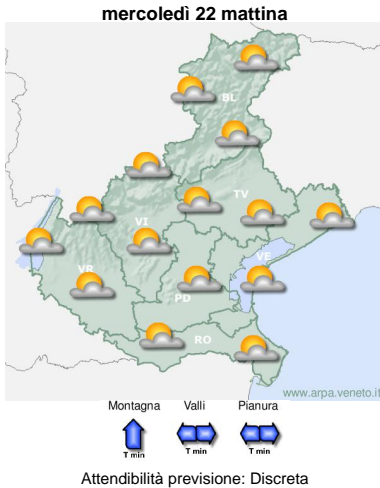 mercoledì 22 mattina
BL
TV
VI
VE
VR
PD
RO
www.arpa.veneto.it
Montagna Valli Pianura
T min T min T min
Attendibilità previsione: Discreta